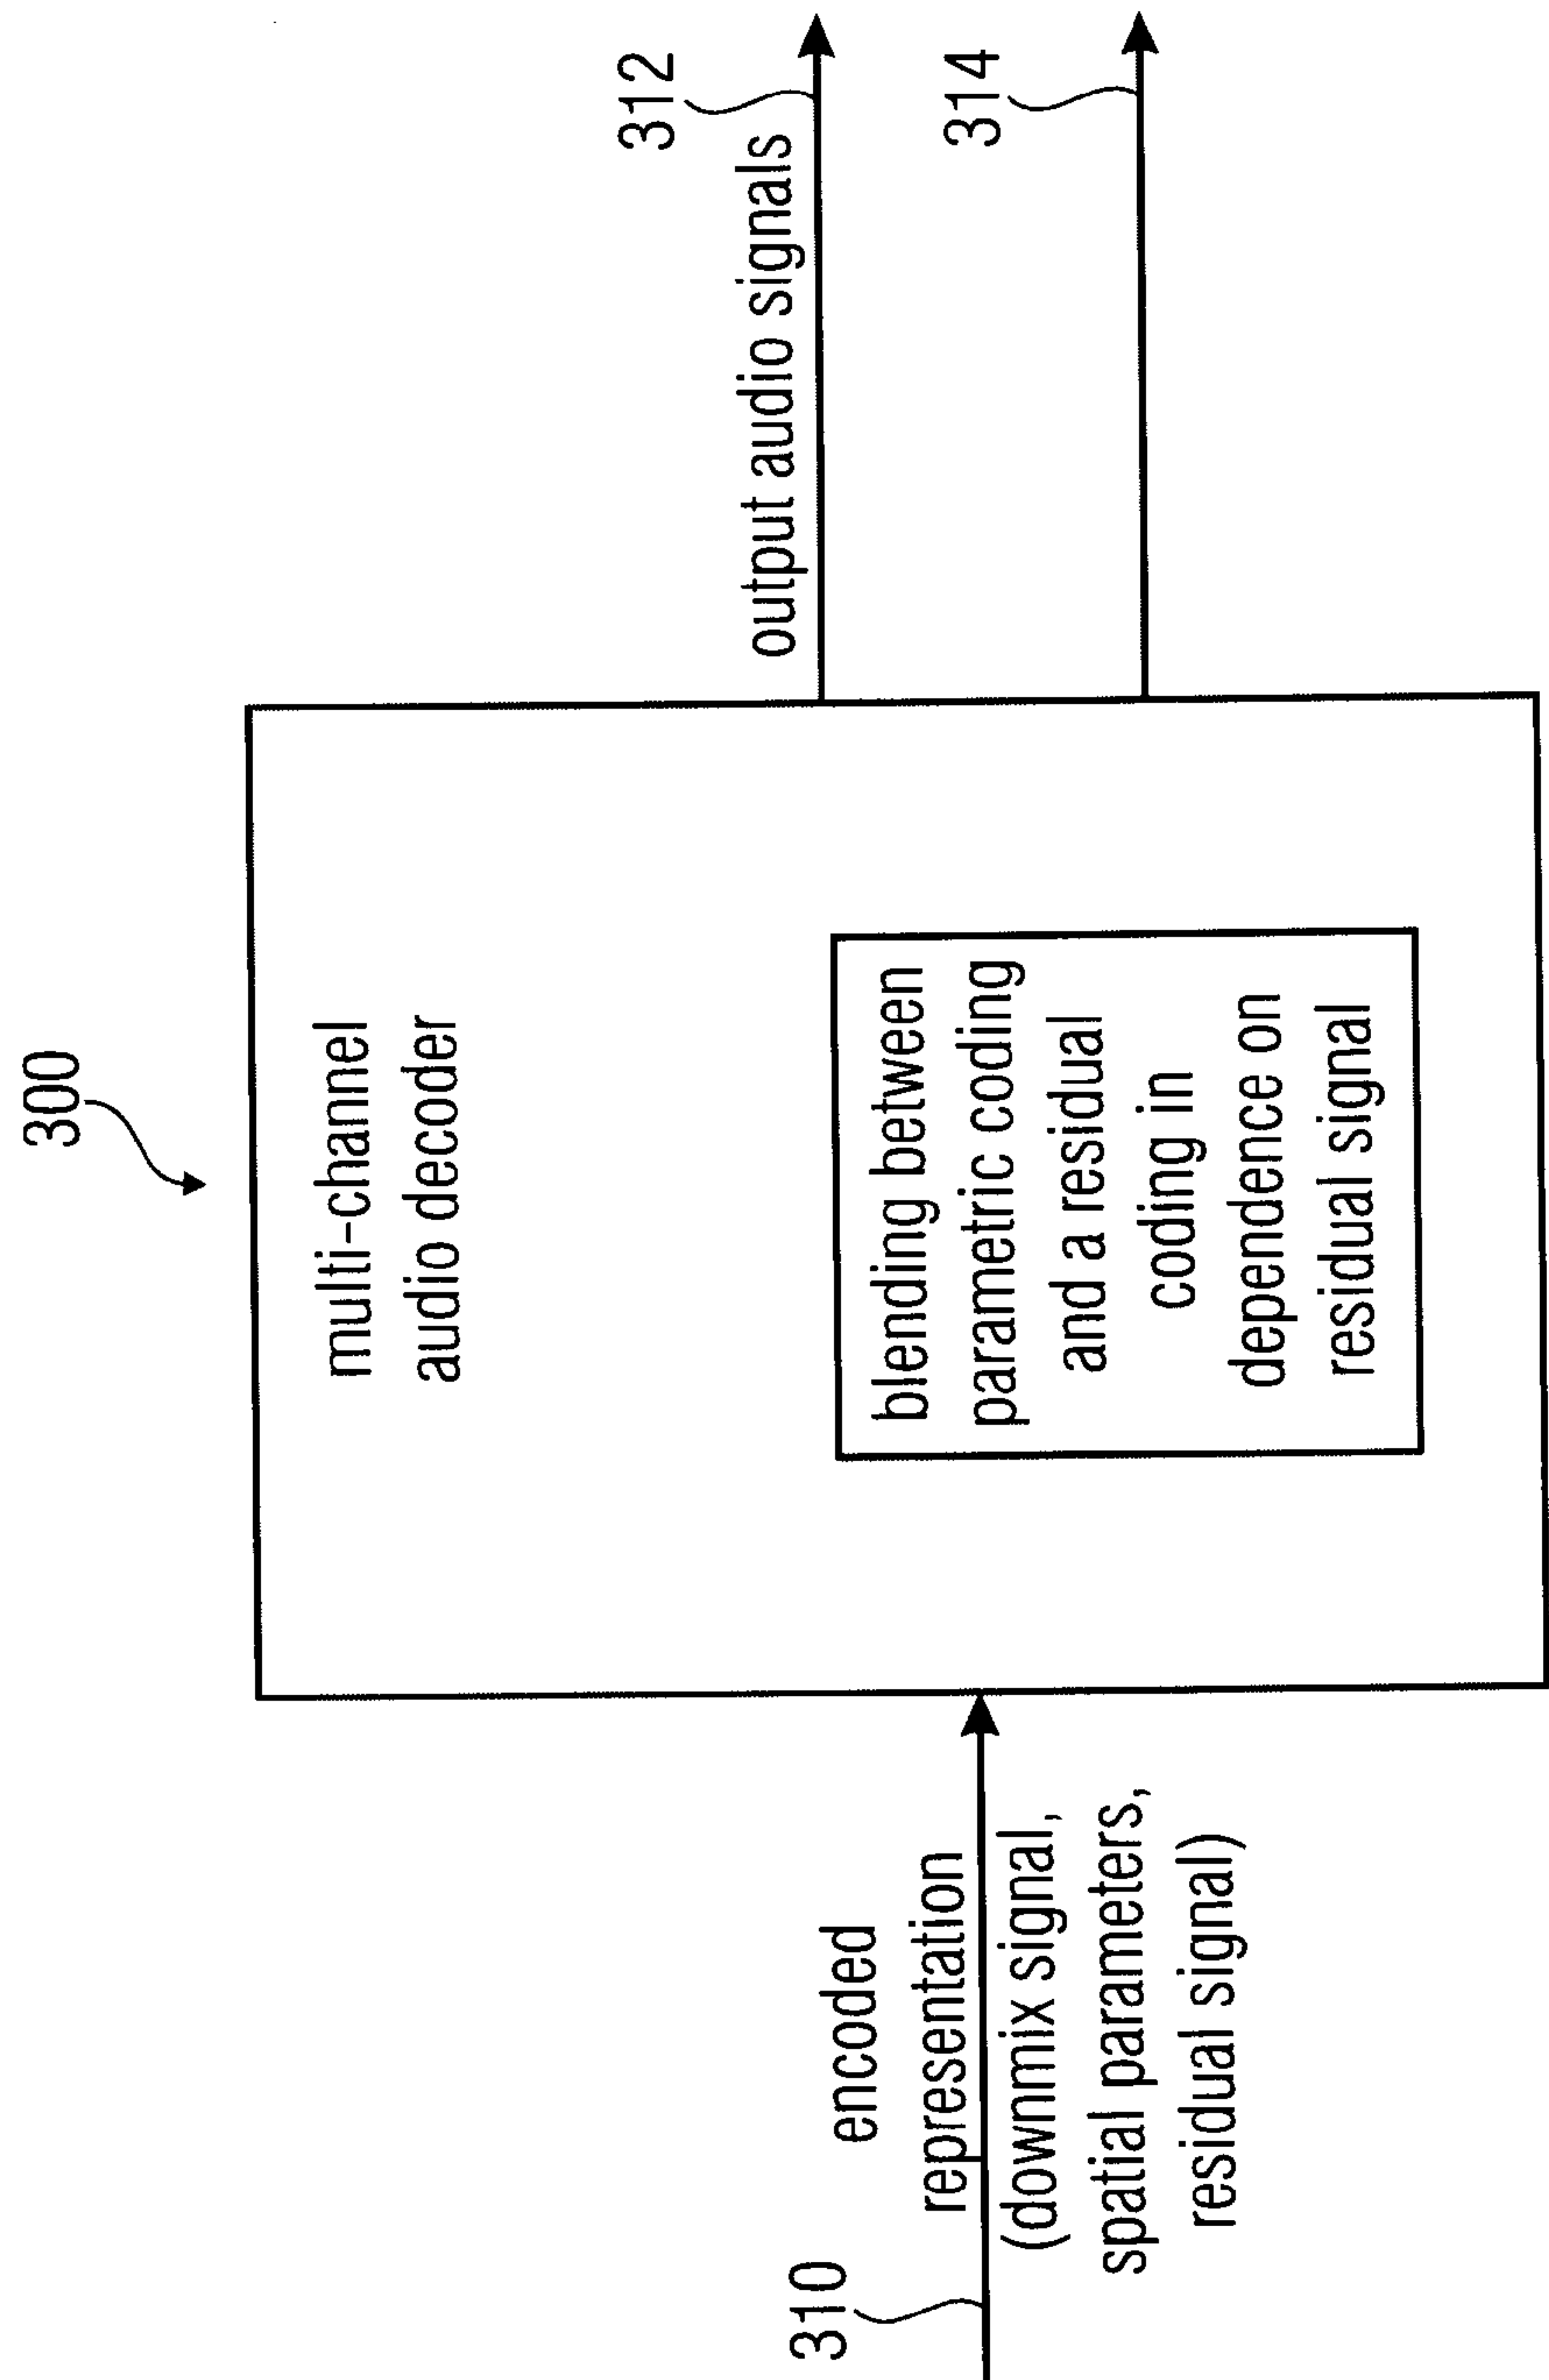 300
multi-channel
audio decoder
310
encoded
representation
(downmix signal,
spatial parameters,
residual signal)
blending between
parametric coding
and a residual
coding in
dependence on
residual signal
312
output audio signals
314